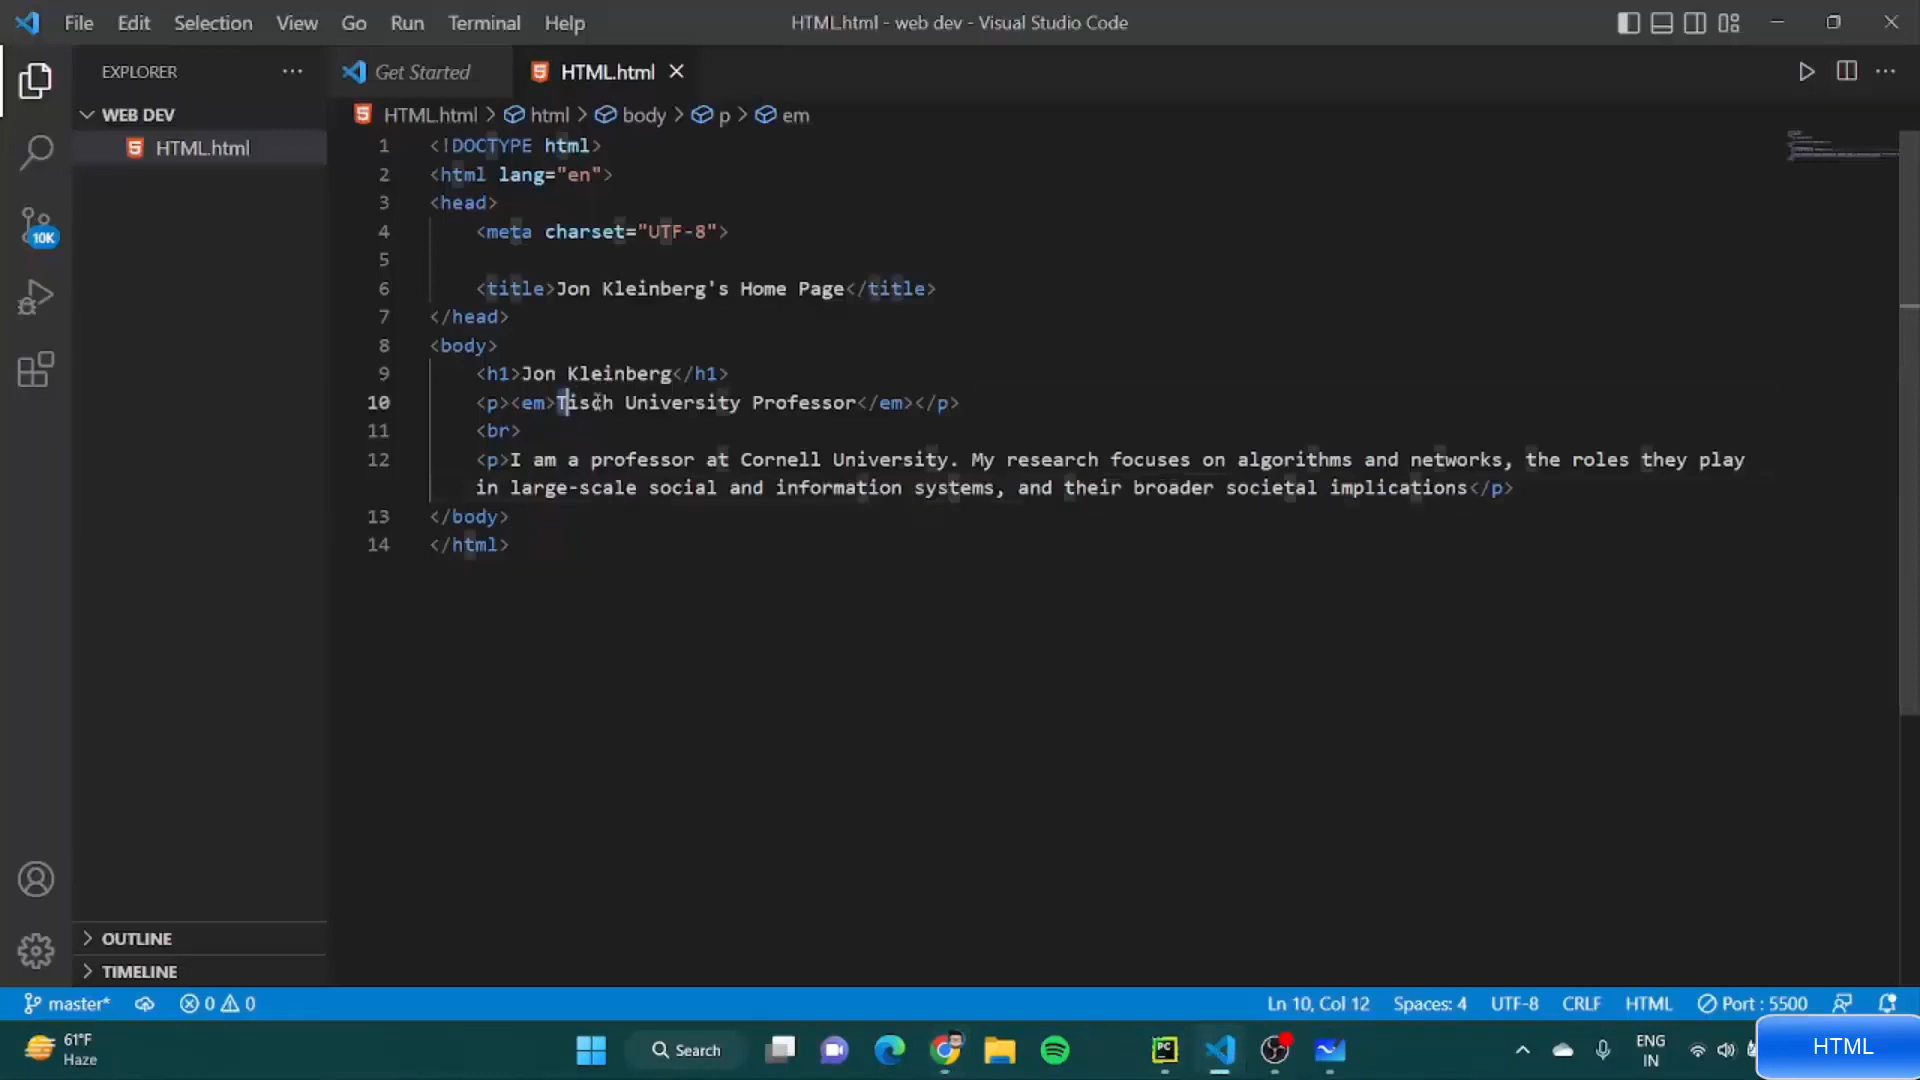 File Edit Selection View Go Run Terminal Help HTML.html - web dev - Visual Studio Code
EXPLORER
Get Started
HTML.html
WEB DEV
HTML.html
HTML.html > html > body > p > em
1 <!DOCTYPE html>
2 <html lang="en">
3 <head>
4 <meta charset="UTF-8">
5
6 <title>Jon Kleinberg's Home Page</title>
7 </head>
8 <body>
9 <h1>Jon Kleinberg</h1>
10 <p><em>Tisch University Professor</em></p>
11 <br>
12 <p>I am a professor at Cornell University. My research focuses on algorithms and networks, the roles they play
in large-scale social and information systems, and their broader societal implications</p>
13 </body>
14 </html>
10K
OUTLINE
TIMELINE
master* 0 0 Ln 10, Col 12 Spaces: 4 UTF-8 CRLF HTML Port : 5500
61°F
Haze
Search
PC
ENG
IN
HTML